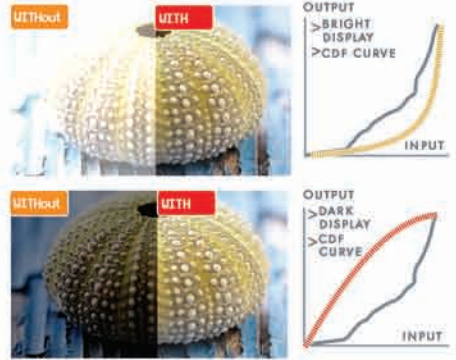 WITHout
WITH
OUTPUT
>BRIGHT
DISPLAY
>CDF CURVE
INPUT
WITHout
WITH
OUTPUT
>DARK
DISPLAY
>CDF
CURVE
INPUT